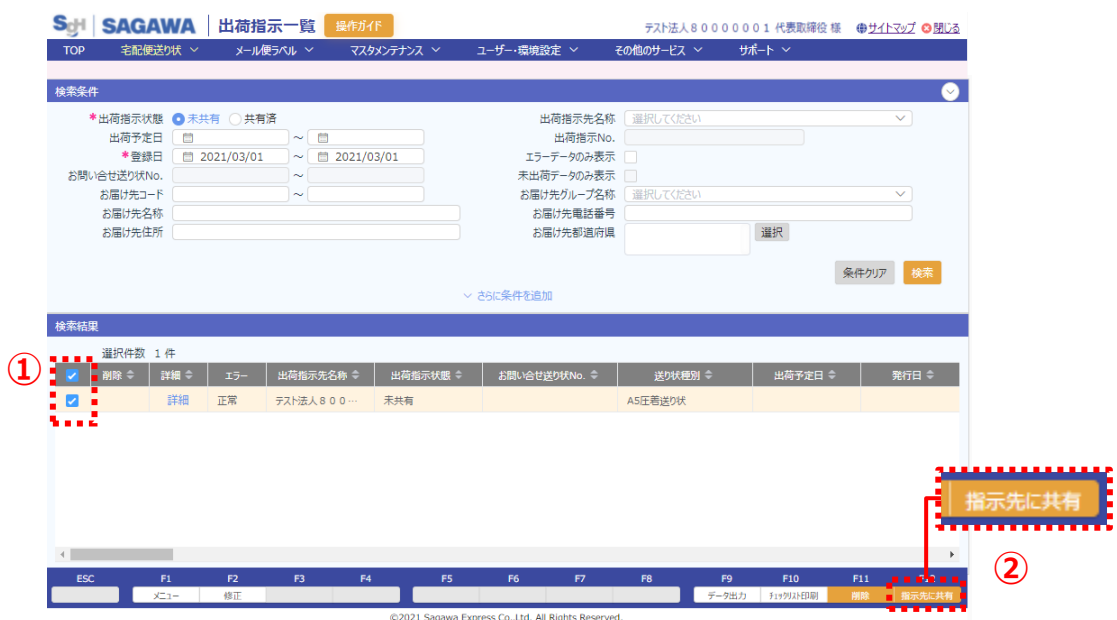 SGH SAGAWA 出荷指示一覧 操作ガイド テスト法人80000001 代表取締役 様 サイトマップ 閉じる
TOP 宅配便送り状 メール便ラベル マスタメンテナンス ユーザー・環境設定 その他のサービス サポート
検索条件
*出荷指示状態 未共有 共有済 出荷指示先名称 選択してください
出荷予定日 ～ 出荷指示No.
*登録日 2021/03/01 ～ 2021/03/01 エラーデータのみ表示
お問い合せ送り状No. ～ 未出荷データのみ表示
お届け先コード ～ お届け先グループ名称 選択してください
お届け先名称 お届け先電話番号
お届け先住所 お届け先都道府県 選択
条件クリア 検索
さらに条件を追加
検索結果
選択件数 1 件
①
削除 詳細 エラー 出荷指示先名称 出荷指示状態 お問い合せ送り状No. 送り状種別 出荷予定日 発行日
詳細 正常 テスト法人800… 未共有 A5圧着送り状
指示先に共有
②
ESC F1 F2 F3 F4 F5 F6 F7 F8 F9 F10 F11 F12
メニュー 修正 データ出力 チェックリスト印刷 削除 指示先に共有
©2021 Sagawa Express Co.,Ltd. All Rights Reserved.